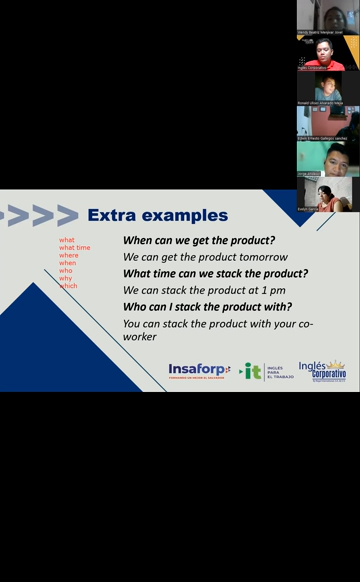 Inglés Corporativo
Extra examples
what
what time
where
when
who
why
which
When can we get the product?
We can get the product tomorrow
What time can we stack the product?
We can stack the product at 1 pm
Who can I stack the product with?
You can stack the product with your co-
worker
Insaforp
it
INGLÉS
PARA
EL TRABAJO
Inglés
Corporativo